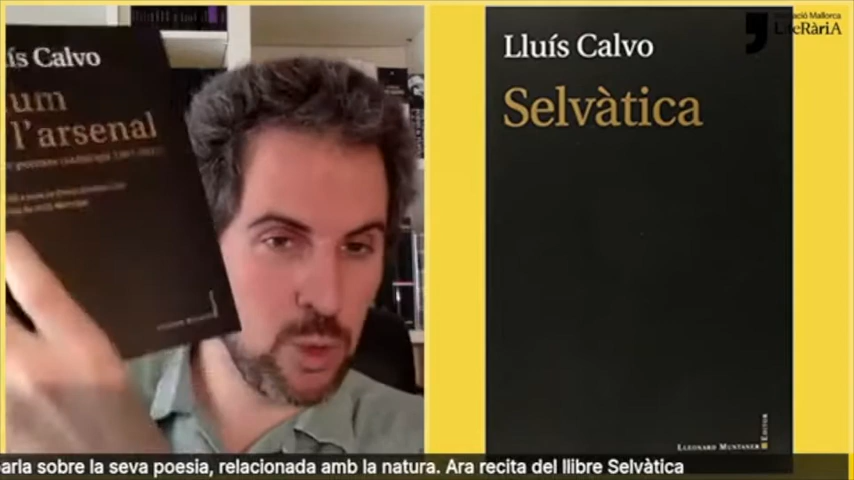 ís Calvo
um
l'arsenal
Lluís Calvo
Selvàtica
Lleonard Muntaner
Editor
Mallorca
LiteRàriA
parla sobre la seva poesia, relacionada amb la natura. Ara recita del llibre Selvàtica